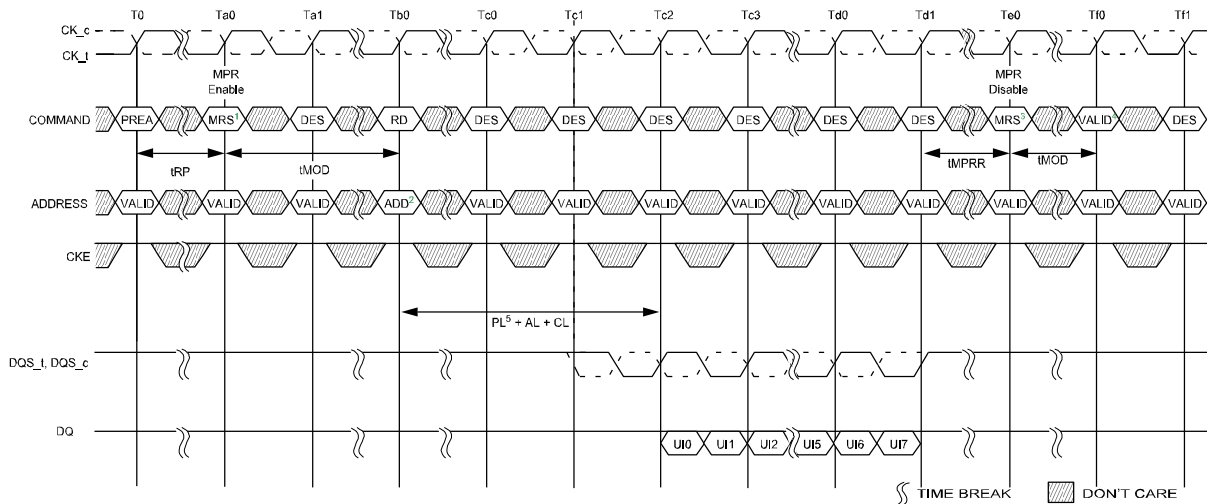 T0 Ta0 Ta1 Tb0 Tc0 Tc1 Tc2 Tc3 Td0 Td1 Te0 Tf0 Tf1
CK_c
CK_t
MPR Enable MPR Disable
COMMAND PREA MRS1 DES RD DES DES DES DES DES DES MRS3 VALID4 DES
tRP tMOD tMPRR tMOD
ADDRESS VALID VALID VALID ADD2 VALID VALID VALID VALID VALID VALID VALID VALID VALID
CKE
PL5 + AL + CL
DQS_t, DQS_c
DQ UI0 UI1 UI2 UI5 UI6 UI7
TIME BREAK DON'T CARE